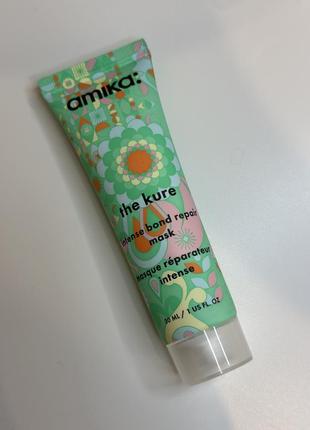 amika:
the kure
intense bond repair
mask
masque réparateur
intense
30 ML / 1 US FL. OZ